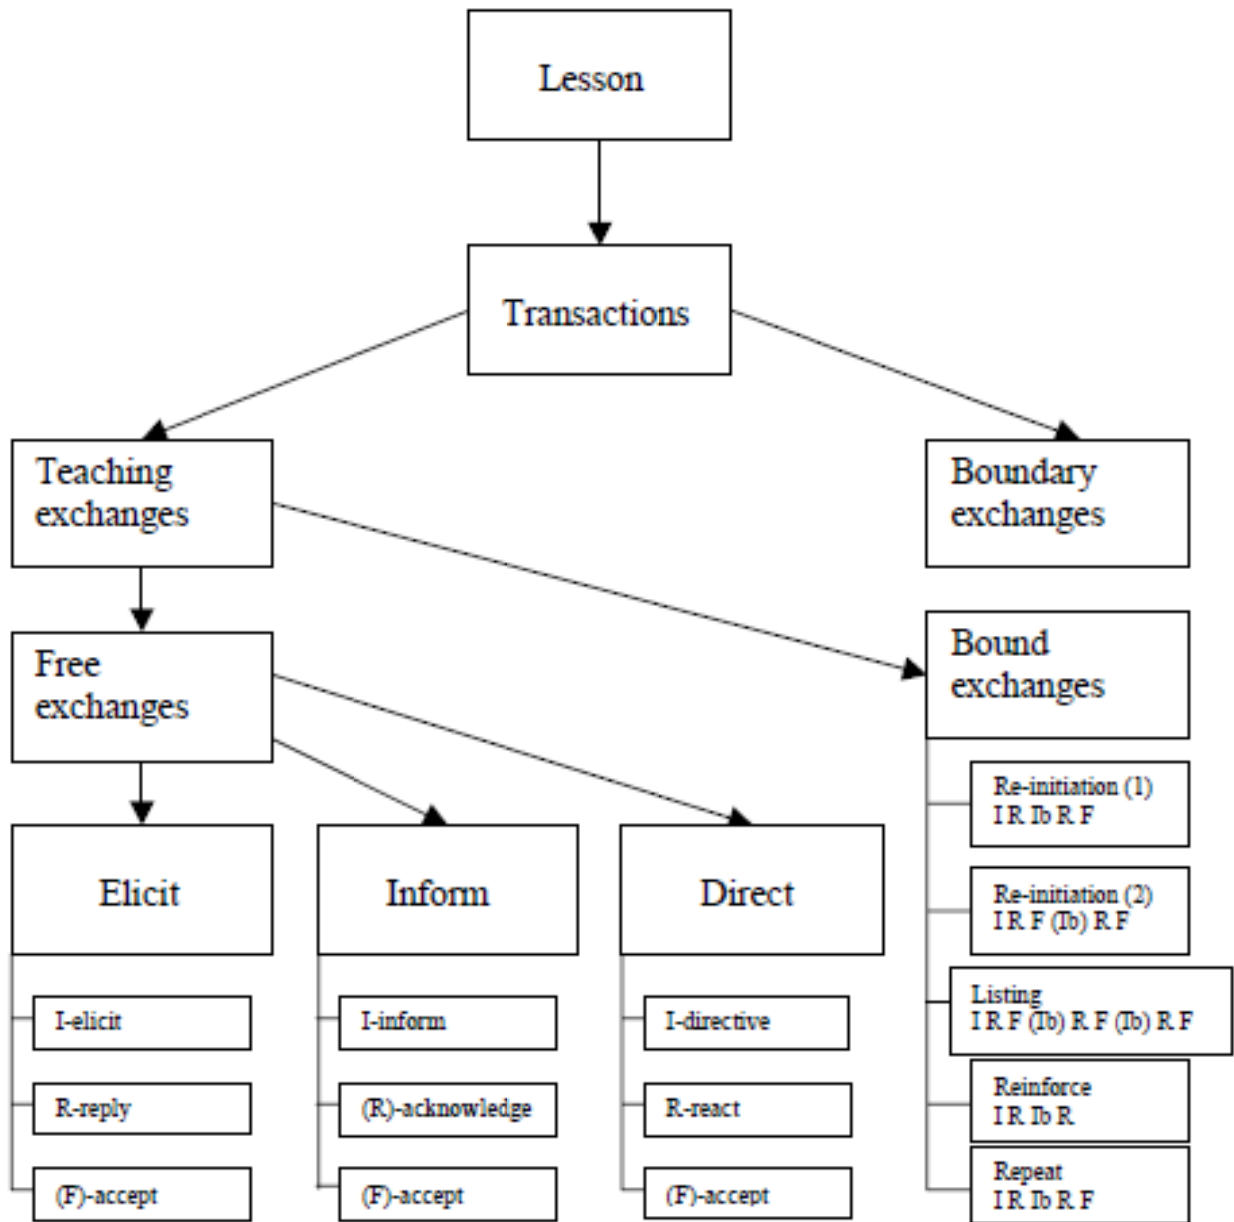 Lesson
Transactions
Teaching
exchanges
Boundary
exchanges
Free
exchanges
Bound
exchanges
Elicit
Inform
Direct
I-elicit
R-reply
(F)-accept
I-inform
(R)-acknowledge
(F)-accept
I-directive
R-react
(F)-accept
Re-initiation (1)
I R Ib R F
Re-initiation (2)
I R F (Ib) R F
Listing
I R F (Ib) R F (Ib) R F
Reinforce
I R Ib R
Repeat
I R Ib R F